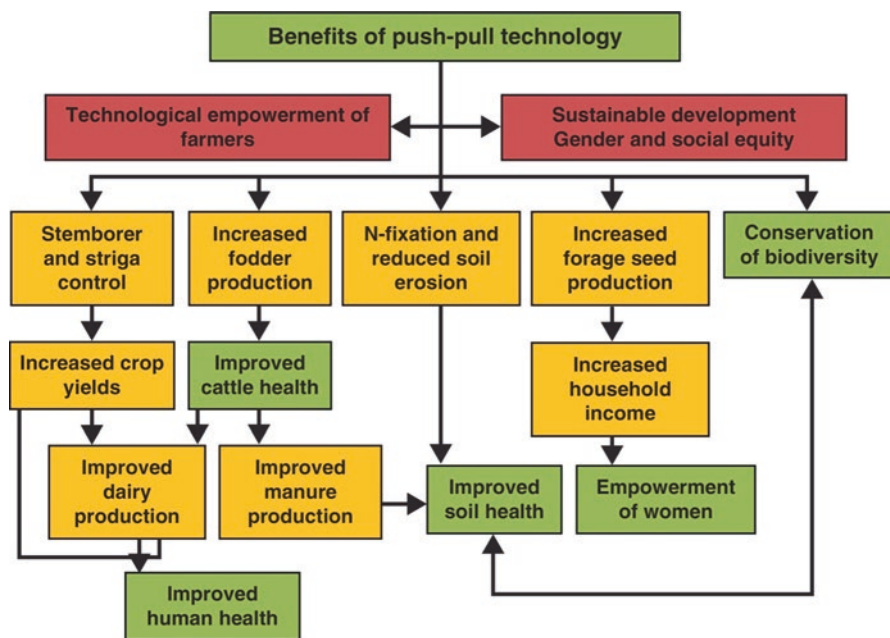 Benefits of push-pull technology
Technological empowerment of
farmers
Sustainable development
Gender and social equity
Stemborer
and striga
control
Increased
fodder
production
N-fixation and
reduced soil
erosion
Increased
forage seed
production
Conservation
of biodiversity
Increased crop
yields
Improved
cattle health
Increased
household
income
Improved
dairy
production
Improved
manure
production
Improved
soil health
Empowerment
of women
Improved
human health